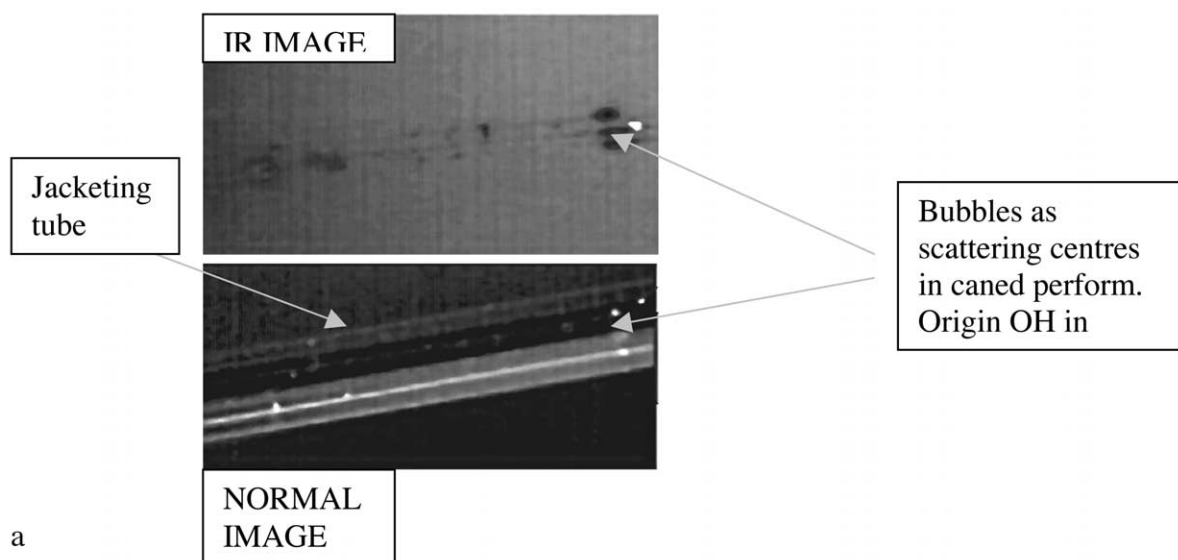 IR IMAGE
Jacketing
tube
Bubbles as
scattering centres
in caned perform.
Origin OH in
NORMAL
IMAGE
a